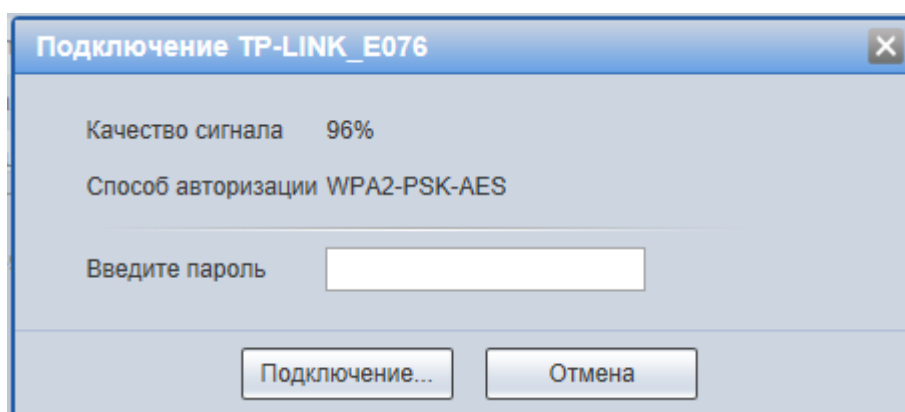 Подключение TP-LINK_E076
Качество сигнала 96%
Способ авторизации WPA2-PSK-AES
Введите пароль
Подключение... Отмена